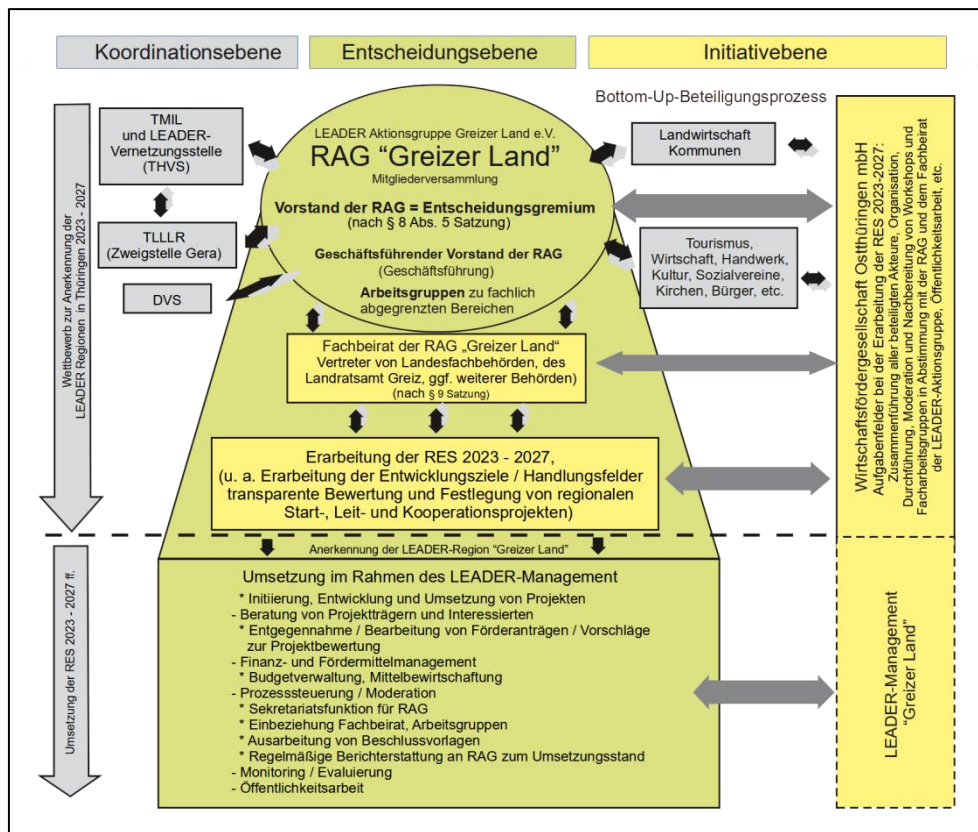 Koordinationsebene
Entscheidungsebene
Initiativebene
Bottom-Up-Beteiligungsprozess
Wettbewerb zur Anerkennung der
LEADER Regionen in Thüringen 2023 - 2027
TMIL
und LEADER-
Vernetzungsstelle
(THVS)
TLLLR
(Zweigstelle Gera)
DVS
LEADER Aktionsgruppe Greizer Land e.V.
RAG “Greizer Land”
Mitgliederversammlung
Vorstand der RAG = Entscheidungsgremium
(nach § 8 Abs. 5 Satzung)
Geschäftsführender Vorstand der RAG
(Geschäftsführung)
Arbeitsgruppen zu fachlich
abgegrenzten Bereichen
Landwirtschaft
Kommunen
Tourismus,
Wirtschaft, Handwerk,
Kultur, Sozialvereine,
Kirchen, Bürger, etc.
Fachbeirat der RAG „Greizer Land“
Vertreter von Landesfachbehörden, des
Landratsamt Greiz, ggf. weiterer Behörden)
(nach § 9 Satzung)
Erarbeitung der RES 2023 - 2027,
(u. a. Erarbeitung der Entwicklungsziele / Handlungsfelder
transparente Bewertung und Festlegung von regionalen
Start-, Leit- und Kooperationsprojekten)
Wirtschaftsfördergesellschaft Ostthüringen mbH
Aufgabenfelder bei der Erarbeitung der RES 2023-2027:
Zusammenführung aller beteiligten Akteure, Organisation,
Durchführung, Moderation und Nachbereitung von Workshops und
Facharbeitsgruppen in Abstimmung mit der RAG und dem Fachbeirat
der LEADER-Aktionsgruppe, Öffentlichkeitsarbeit, etc.
Anerkennung der LEADER-Region “Greizer Land”
Umsetzung der RES 2023 - 2027 ff.
Umsetzung im Rahmen des LEADER-Management
* Initiierung, Entwicklung und Umsetzung von Projekten
- Beratung von Projektträgern und Interessierten
* Entgegennahme / Bearbeitung von Förderanträgen / Vorschläge
zur Projektbewertung
- Finanz- und Fördermittelmanagement
* Budgetverwaltung, Mittelbewirtschaftung
- Prozesssteuerung / Moderation
* Sekretariatsfunktion für RAG
* Einbeziehung Fachbeirat, Arbeitsgruppen
* Ausarbeitung von Beschlussvorlagen
* Regelmäßige Berichterstattung an RAG zum Umsetzungsstand
- Monitoring / Evaluierung
- Öffentlichkeitsarbeit
LEADER-Management
“Greizer Land”